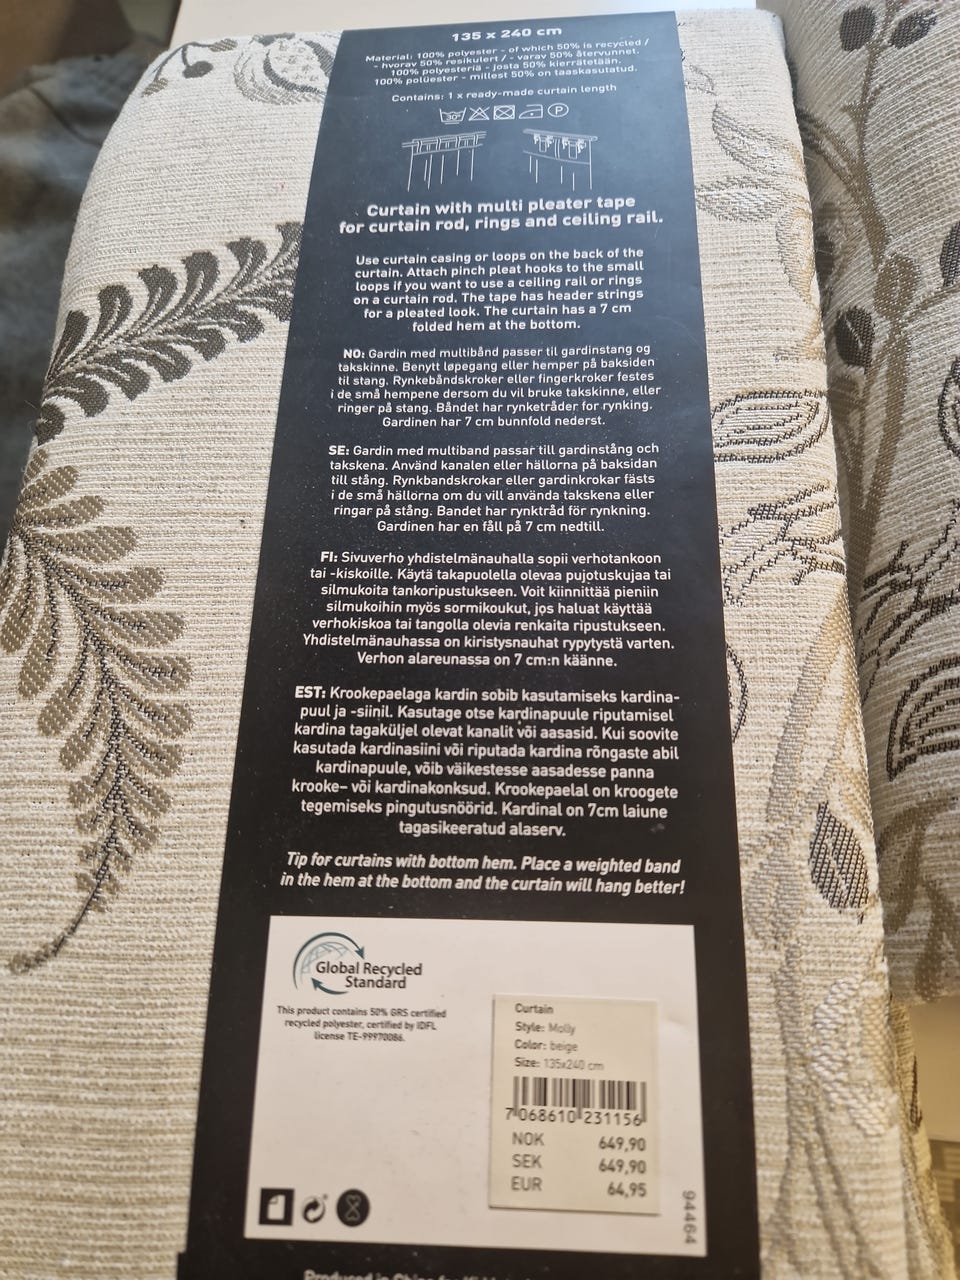 135 x 240 cm
Material: 100% polyester - of which 50% is recycled /
- hvorav 50% resikulert / - varav 50% återvunnet.
100% polyesteriä - josta 50% kierrätetään.
100% polüester - millest 50% on taaskasutatud.
Contains: 1 x ready-made curtain length
30°
P
Curtain with multi pleater tape
for curtain rod, rings and ceiling rail.
Use curtain casing or loops on the back of the
curtain. Attach pinch pleat hooks to the small
loops if you want to use a ceiling rail or rings
on a curtain rod. The tape has header strings
for a pleated look. The curtain has a 7 cm
folded hem at the bottom.
NO: Gardin med multibånd passer til gardinstang og
takskinne. Benytt løpegang eller hemper på baksiden
til stang. Rynkebåndskroker eller fingerkroker festes
i de små hempene dersom du vil bruke takskinne, eller
ringer på stang. Båndet har rynketråder for rynking.
Gardinen har 7 cm bunnfold nederst.
SE: Gardin med multiband passar till gardinstång och
takskena. Använd kanalen eller hällorna på baksidan
till stång. Rynkbandskrokar eller gardinkrokar fästs
i de små hällorna om du vill använda takskena eller
ringar på stång. Bandet har rynktråd för rynkning.
Gardinen har en fåll på 7 cm nedtill.
FI: Sivuverho yhdistelmänauhalla sopii verhotankoon
tai -kiskoille. Käytä takapuolella olevaa pujotuskujaa tai
silmukoita tankoripustukseen. Voit kiinnittää pieniin
silmukoihin myös sormikoukut, jos haluat käyttää
verhokiskoa tai tangolla olevia renkaita ripustukseen.
Yhdistelmänauhassa on kiristysnauhat rypytystä varten.
Verhon alareunassa on 7 cm:n käänne.
EST: Krookepaelaga kardin sobib kasutamiseks kardina-
puul ja -siinil. Kasutage otse kardinapuule riputamisel
kardina tagaküljel olevat kanalit või aasasid. Kui soovite
kasutada kardinasiini või riputada kardina rõngaste abil
kardinapuule, võib väikestesse aasadesse panna
krooke– või kardinakonksud. Krookepaelal on kroogete
tegemiseks pingutusnöörid. Kardinal on 7cm laiune
tagasikeeratud alaserv.
Tip for curtains with bottom hem. Place a weighted band
in the hem at the bottom and the curtain will hang better!
Global Recycled
Standard
This product contains 50% GRS certified
recycled polyester, certified by IDFL
license TE-99970086.
Curtain
Style: Molly
Color: beige
Size: 135x240 cm
7 068610 231156
NOK 649,90
SEK 649,90
EUR 64,95
94464
Produced in China for